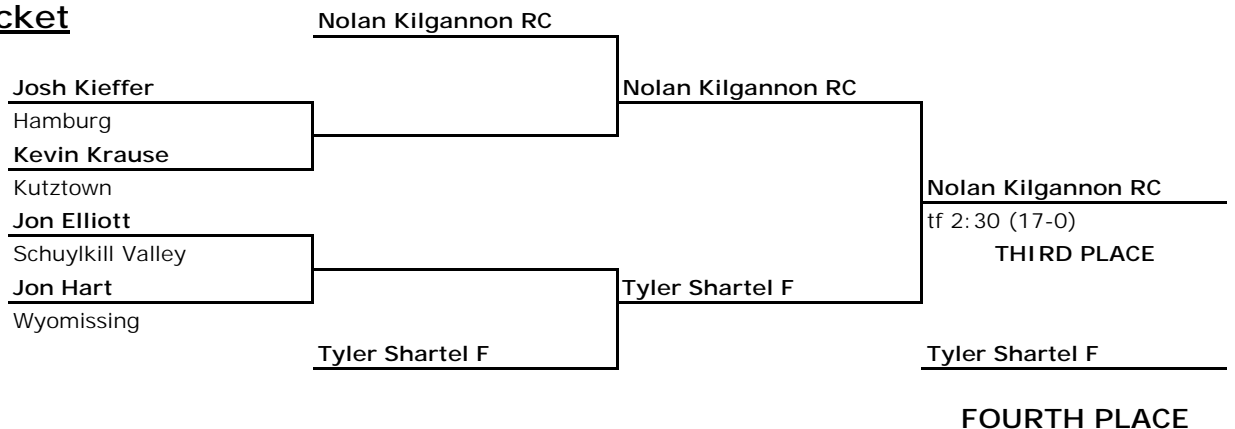 cket
Nolan Kilgannon RC
Josh Kieffer
Nolan Kilgannon RC
Hamburg
Kevin Krause
Kutztown
Nolan Kilgannon RC
Jon Elliott
tf 2:30 (17-0)
Schuylkill Valley
THIRD PLACE
Jon Hart
Tyler Shartel F
Wyomissing
Tyler Shartel F
Tyler Shartel F
FOURTH PLACE